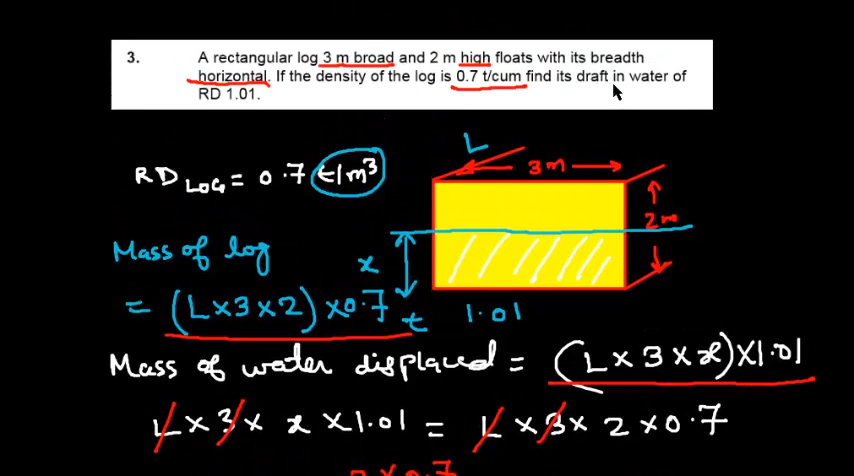 3. A rectangular log 3 m broad and 2 m high floats with its breadth
horizontal. If the density of the log is 0.7 t/cum find its draft in water of
RD 1.01.
L
3m
RD LOG = 0.7 t/m³
2m
Mass of log
x
= (L×3×2)×0.7 t
1.01
Mass of water displaced = (L×3×x)×1.01
L×3×x×1.01 = L×3×2×0.7
2×0.7